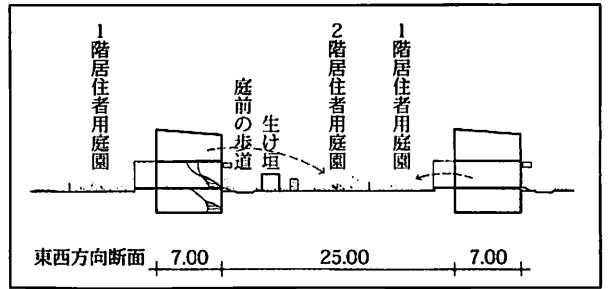 1階居住者用庭園
庭前の歩道
生け垣
2階居住者用庭園
1階居住者用庭園
東西方向断面 7.00 25.00 7.00